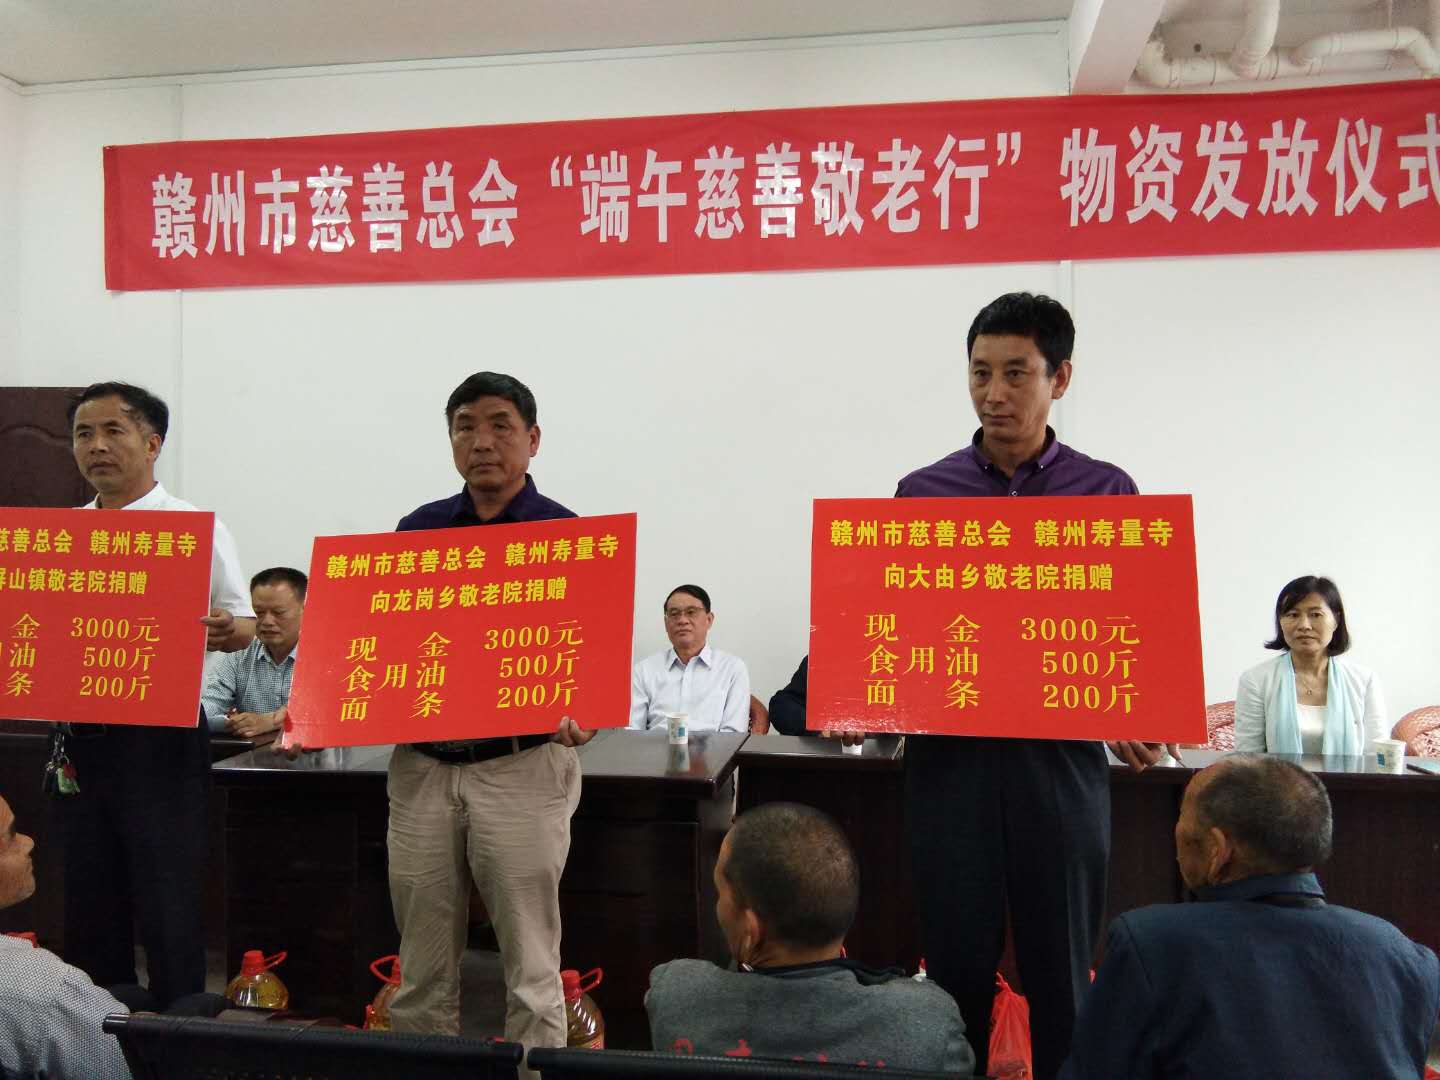 赣州市慈善总会“端午慈善敬老行”物资发放仪式
慈善总会 赣州寿量寺
屏山镇敬老院捐赠
金 3000元
用油 500斤
条 200斤
赣州市慈善总会 赣州寿量寺
向龙岗乡敬老院捐赠
现 金 3000元
食用油 500斤
面 条 200斤
赣州市慈善总会 赣州寿量寺
向大由乡敬老院捐赠
现 金 3000元
食用油 500斤
面 条 200斤